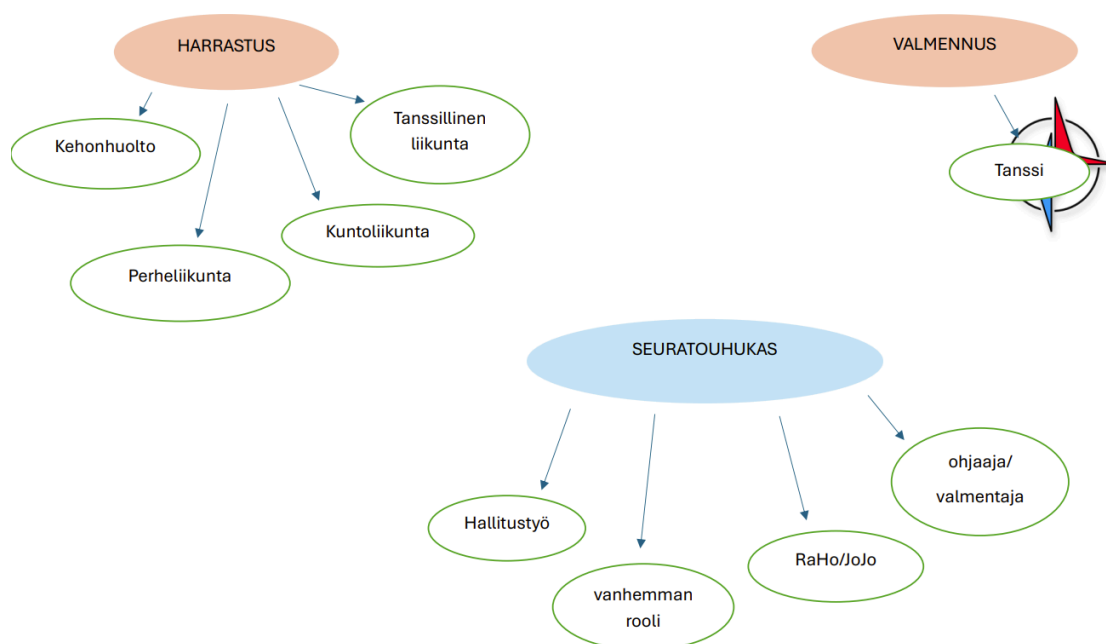 HARRASTUS
VALMENNUS
Tanssillinen
liikunta
Kehonhuolto
Tanssi
Kuntoliikunta
Perheliikunta
SEURATOUHUKAS
ohjaaja/
valmentaja
Hallitustyö
RaHo/JoJo
vanhemman
rooli